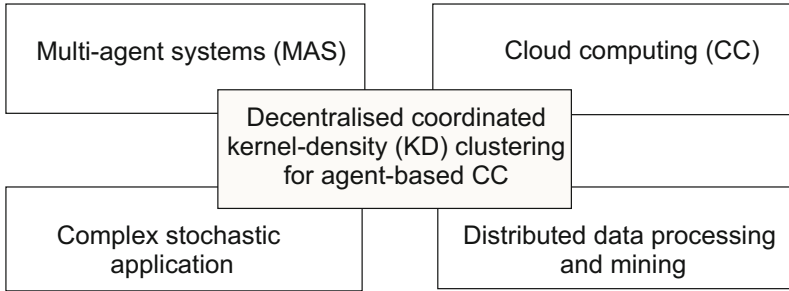 Multi-agent systems (MAS)
Cloud computing (CC)
Decentralised coordinated
kernel-density (KD) clustering
for agent-based CC
Complex stochastic
application
Distributed data processing
and mining